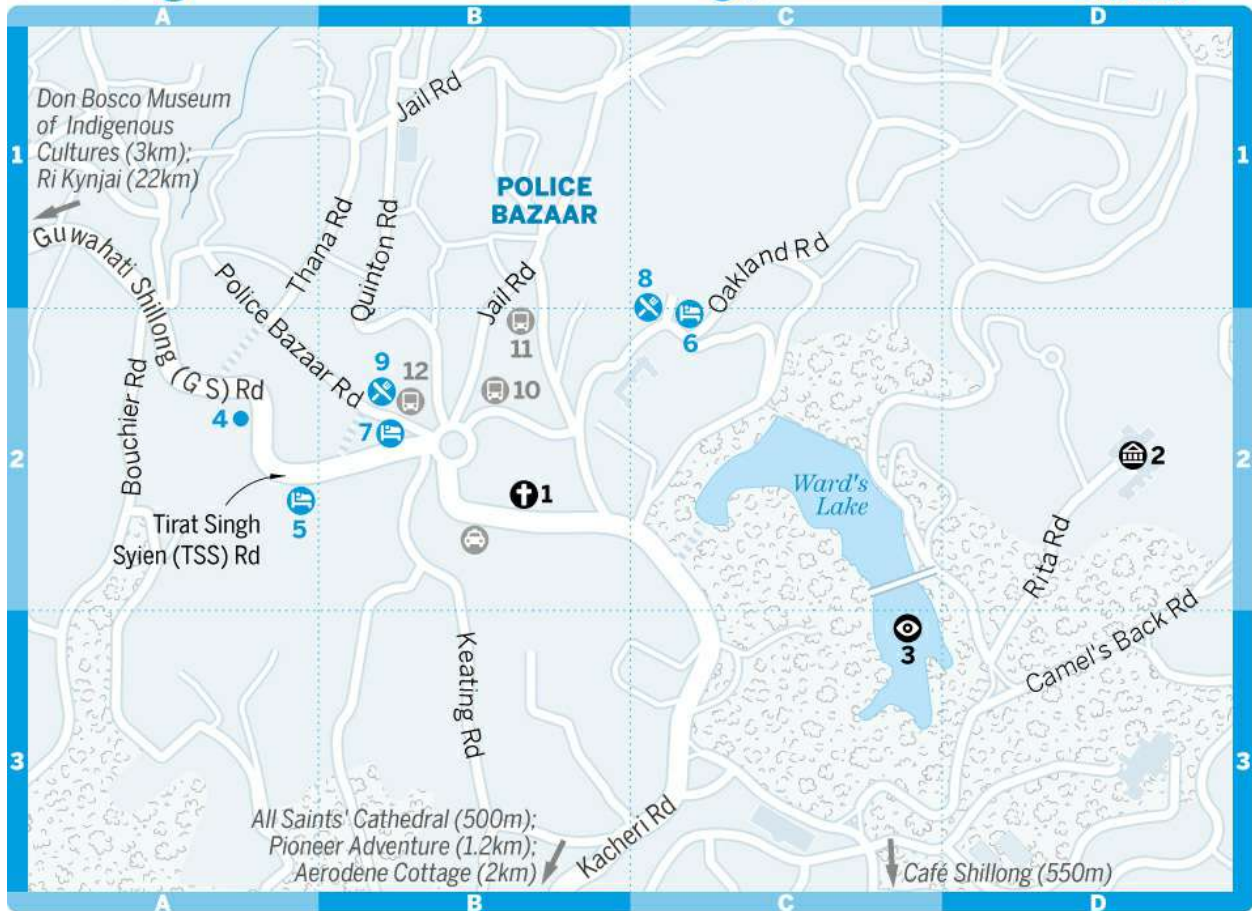 A
B
C
D
Don Bosco Museum
of Indigenous
Cultures (3km);
Ri Kynjai (22km)
1
1
Jail Rd
POLICE
BAZAAR
Thana Rd
Quinton Rd
Guwahati Shillong (G S) Rd
Police Bazaar Rd
Jail Rd
8
Oakland Rd
6
11
9
12
10
Bouchier Rd
4
7
2
2
2
1
Ward's
Lake
5
Tirat Singh
Syien (TSS) Rd
Rita Rd
3
Camel's Back Rd
Keating Rd
3
3
All Saints' Cathedral (500m);
Pioneer Adventure (1.2km);
Aerodene Cottage (2km)
Kacheri Rd
Café Shillong (550m)
A
B
C
D